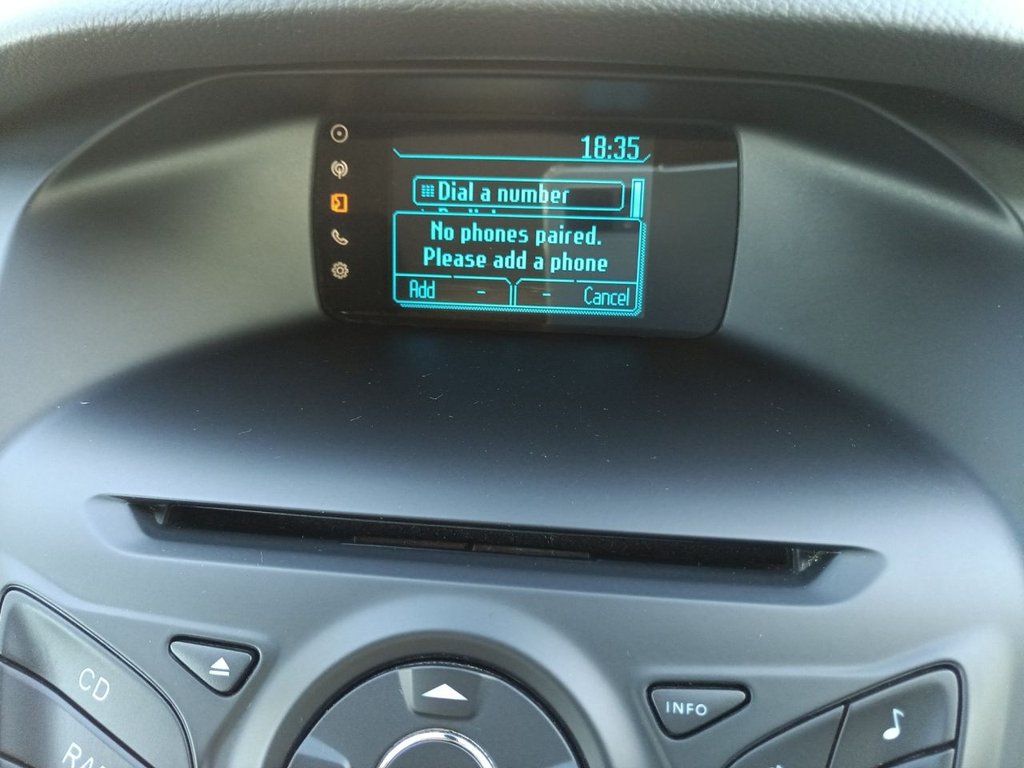 18:35
Dial a number
No phones paired.
Please add a phone
Add - - Cancel
CD
INFO